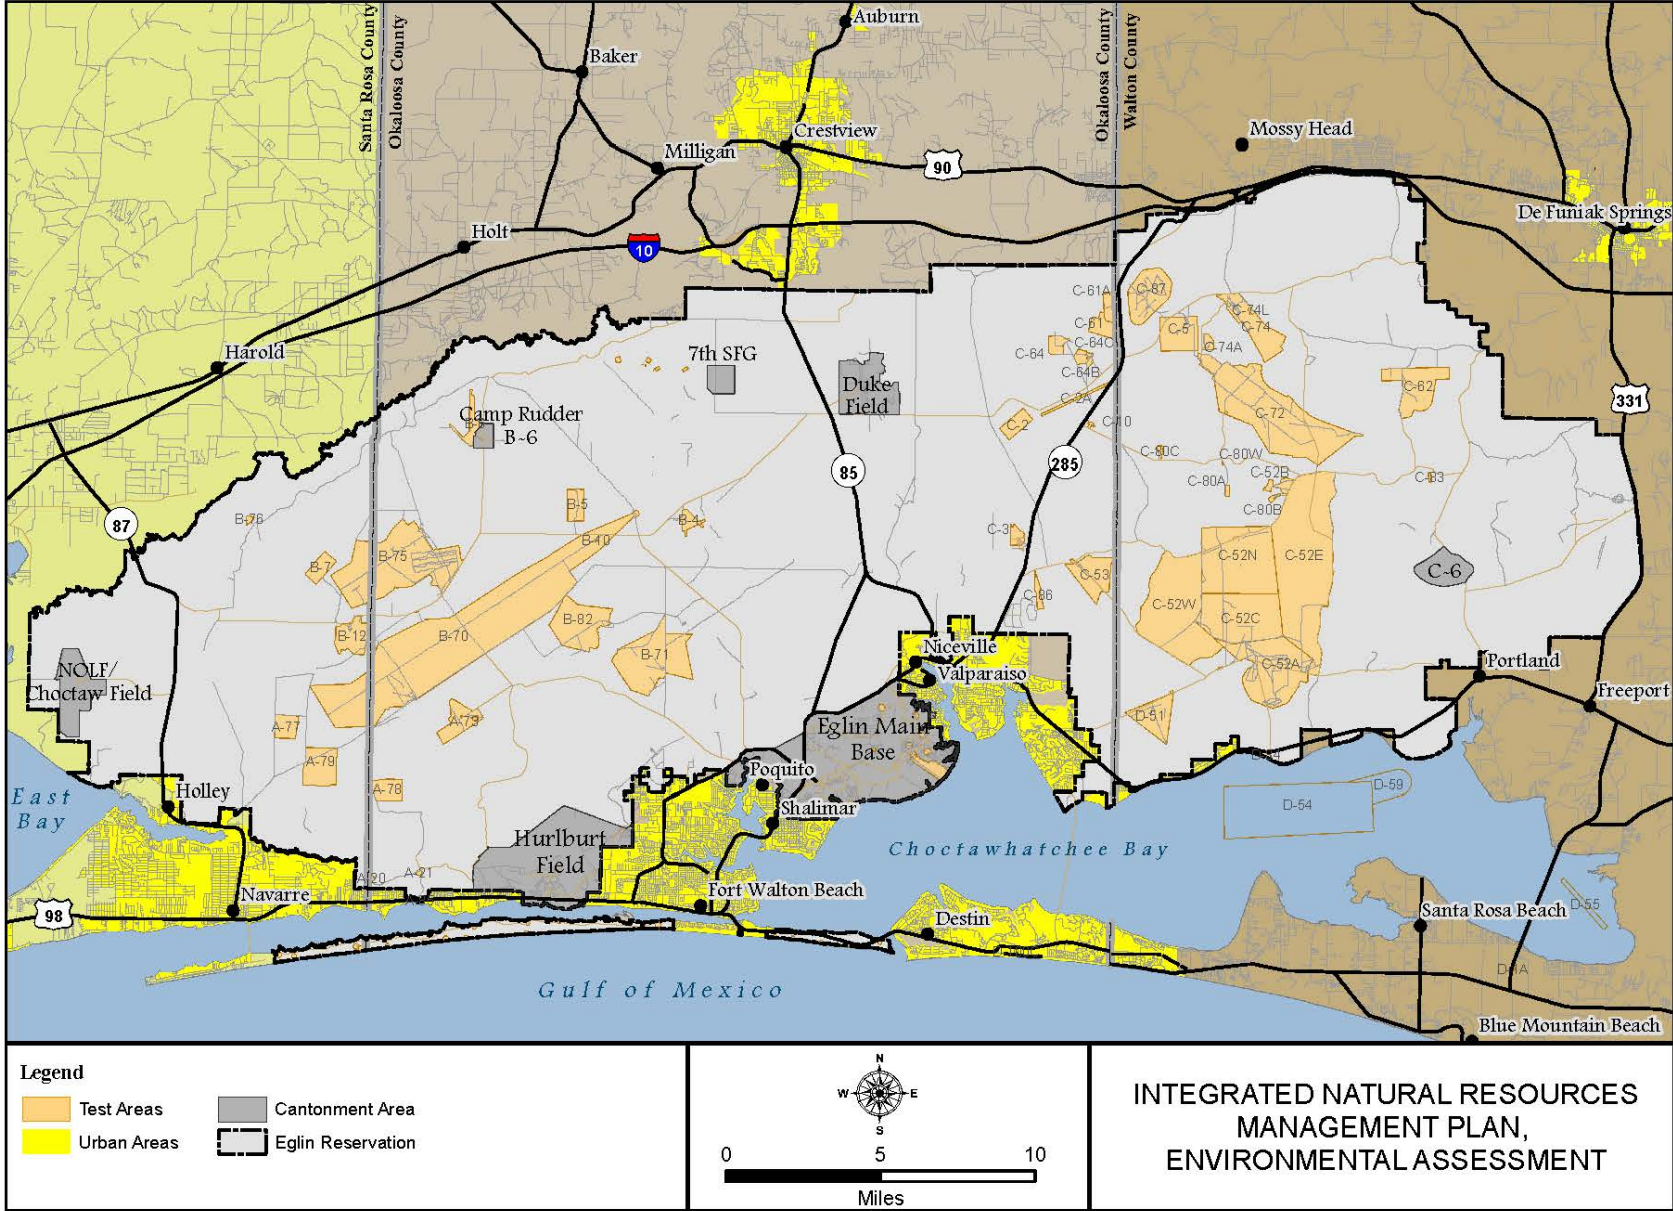 Santa Rosa County
Okaloosa County
Okaloosa County
Walton County
Auburn
Baker
Crestview
Milligan
Mossy Head
90
De Funiak Springs
Holt
10
Harold
C-61A
C-87
C-61
C-5
C-74L
C-74
C-64
C-64C
C-74A
C-64B
7th SFG
Duke
Field
C-62
331
C-2A
C-2
C-10
C-72
Camp Rudder
B-6
85
285
C-80C
C-80W
C-52B
C-80A
C-80B
C-83
87
B-76
B-5
B-4
B-40
C-3
B-75
B-7
C-52N
C-52E
C-53
C-6
C-86
C-52W
C-52C
B-12
B-70
B-82
B-71
C-52A
NOLF/
Choctaw Field
Niceville
Valparaiso
Portland
Freeport
A-77
A-73
Eglin Main
Base
D-51
A-79
A-78
Poquito
Shalimar
D-54
D-59
East
Bay
Holley
Hurlburt
Field
Choctawhatchee Bay
A-20
A-21
Navarre
98
Fort Walton Beach
Destin
Santa Rosa Beach
D-55
Gulf of Mexico
Blue Mountain Beach
Legend
Test Areas
Cantonment Area
Urban Areas
Eglin Reservation
N
W
E
S
0 5 10
Miles
INTEGRATED NATURAL RESOURCES
MANAGEMENT PLAN,
ENVIRONMENTAL ASSESSMENT